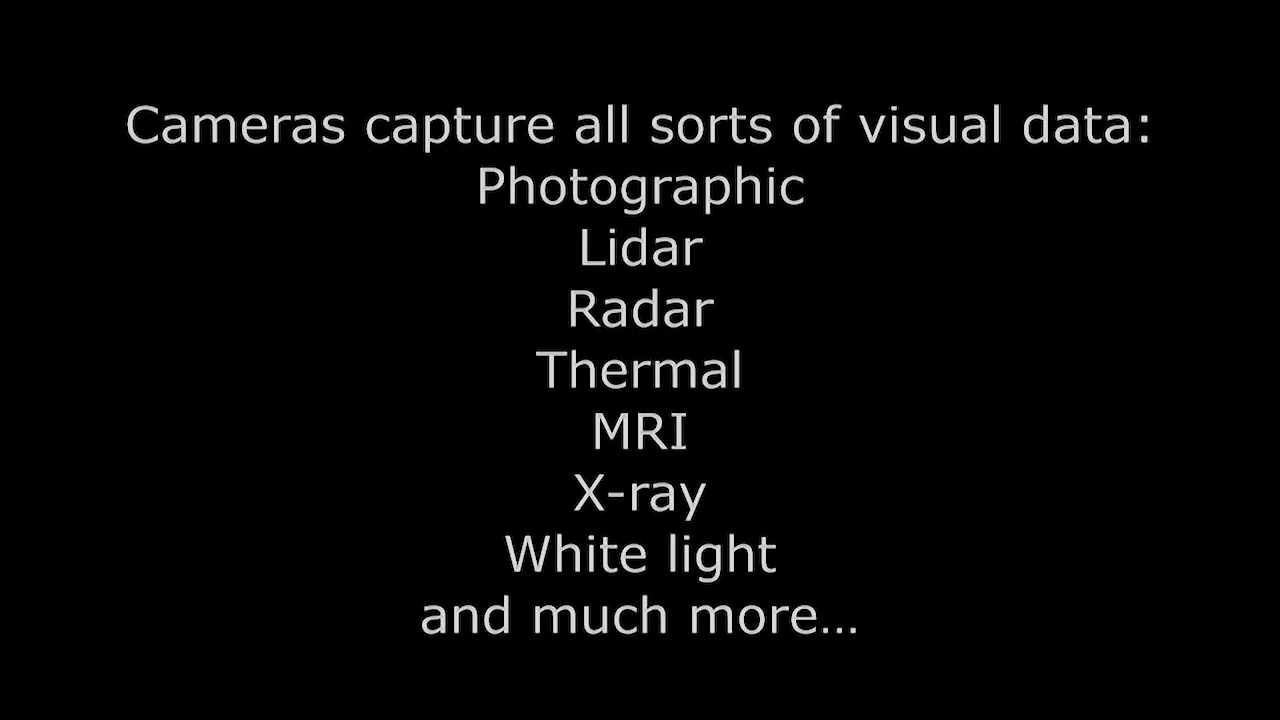 Cameras capture all sorts of visual data:
Photographic
Lidar
Radar
Thermal
MRI
X-ray
White light
and much more…